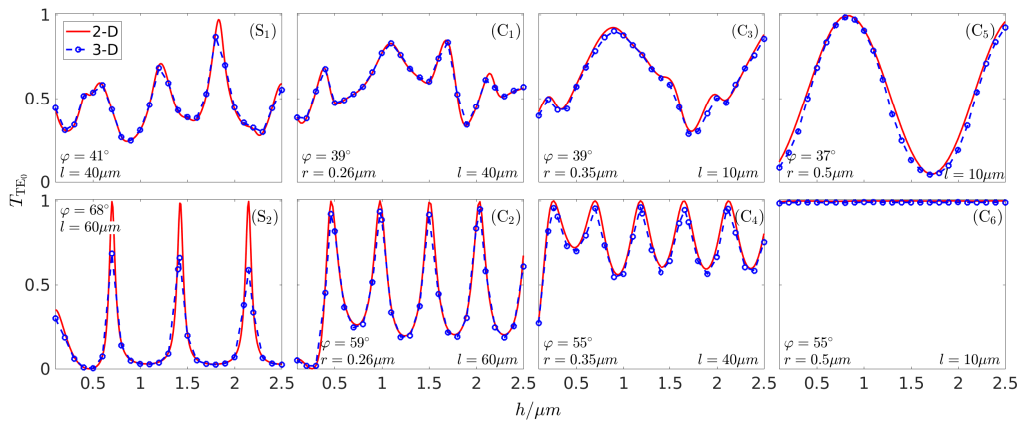 1
0.5
0
T_TE₀
2-D
3-D
(S₁)
φ = 41°
l = 40μm
(C₁)
φ = 39°
r = 0.26μm l = 40μm
(C₃)
φ = 39°
r = 0.35μm l = 10μm
(C₅)
φ = 37°
r = 0.5μm l = 10μm
1
0.5
0
φ = 68°
l = 60μm
(S₂)
(C₂)
φ = 59°
r = 0.26μm l = 60μm
(C₄)
φ = 55°
r = 0.35μm l = 40μm
(C₆)
φ = 55°
r = 0.5μm l = 10μm
0.5 1 1.5 2 2.5
0.5 1 1.5 2 2.5
0.5 1 1.5 2 2.5
0.5 1 1.5 2 2.5
h/μm